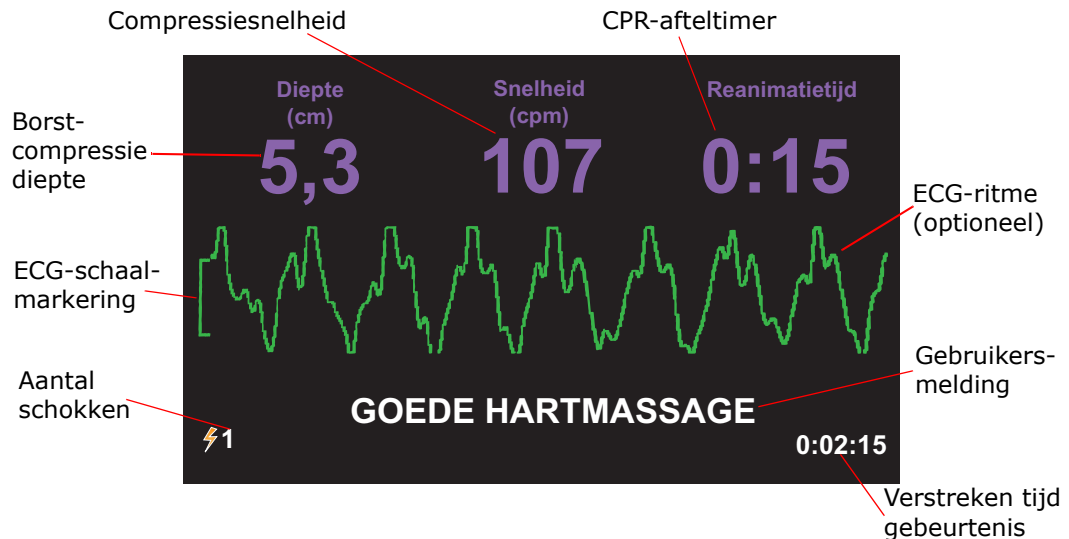 Compressiesnelheid
CPR-afteltimer
Borst-
compressie
diepte
Diepte
(cm)
5,3
Snelheid
(cpm)
107
Reanimatietijd
0:15
ECG-ritme
(optioneel)
ECG-schaal-
markering
Gebruikers-
melding
Aantal
schokken
GOEDE HARTMASSAGE
1
0:02:15
Verstreken tijd
gebeurtenis